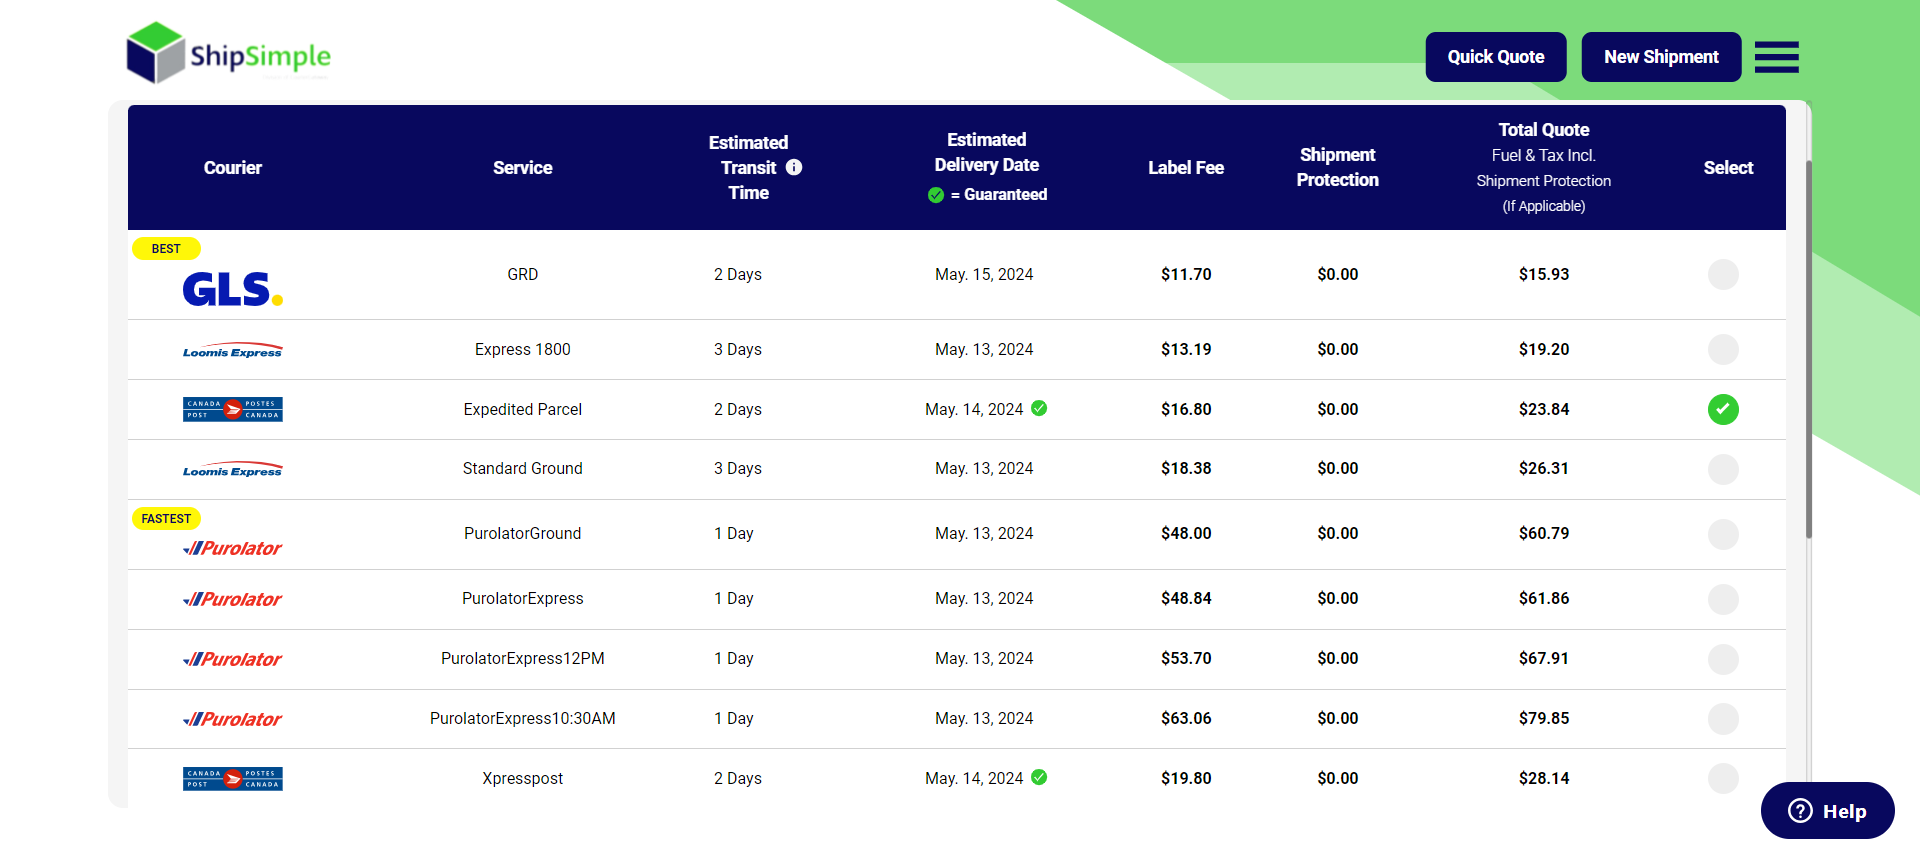 ShipSimple
Quick Quote
New Shipment
Courier
Service
Estimated
Transit
Time
Estimated
Delivery Date
= Guaranteed
Label Fee
Shipment
Protection
Total Quote
Fuel & Tax Incl.
Shipment Protection
(If Applicable)
Select
BEST
GLS. GRD 2 Days May. 15, 2024 $11.70 $0.00 $15.93
Loomis Express Express 1800 3 Days May. 13, 2024 $13.19 $0.00 $19.20
CANADA POSTES
POST CANADA
Expedited Parcel 2 Days May. 14, 2024 $16.80 $0.00 $23.84
Loomis Express Standard Ground 3 Days May. 13, 2024 $18.38 $0.00 $26.31
FASTEST
Purolator PurolatorGround 1 Day May. 13, 2024 $48.00 $0.00 $60.79
Purolator PurolatorExpress 1 Day May. 13, 2024 $48.84 $0.00 $61.86
Purolator PurolatorExpress12PM 1 Day May. 13, 2024 $53.70 $0.00 $67.91
Purolator PurolatorExpress10:30AM 1 Day May. 13, 2024 $63.06 $0.00 $79.85
CANADA POSTES
POST CANADA
Xpresspost 2 Days May. 14, 2024 $19.80 $0.00 $28.14
Help